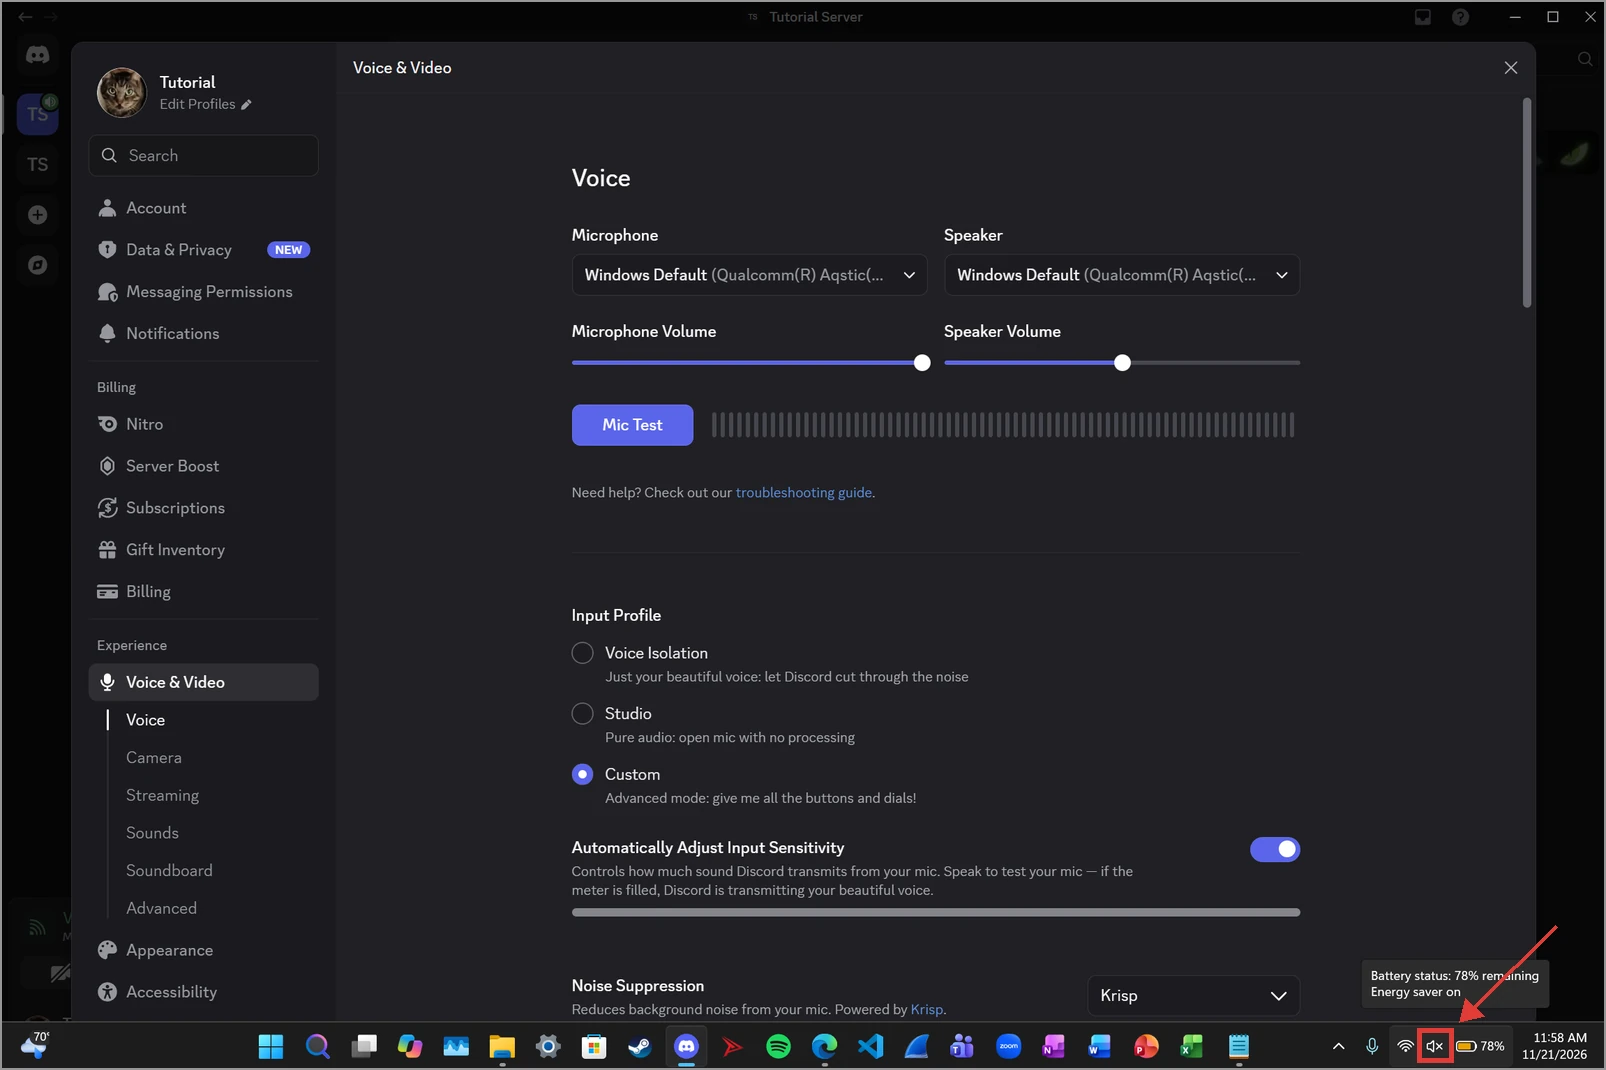 TS Tutorial Server
Tutorial
Edit Profiles
Search
Account
Data & Privacy NEW
Messaging Permissions
Notifications
Billing
Nitro
Server Boost
Subscriptions
Gift Inventory
Billing
Experience
Voice & Video
Voice
Camera
Streaming
Sounds
Soundboard
Advanced
Appearance
Accessibility
TS
TS
Voice & Video
Voice
Microphone
Speaker
Windows Default (Qualcomm(R) Aqstic(...
Windows Default (Qualcomm(R) Aqstic(...
Microphone Volume
Speaker Volume
Mic Test
Need help? Check out our troubleshooting guide.
Input Profile
Voice Isolation
Just your beautiful voice: let Discord cut through the noise
Studio
Pure audio: open mic with no processing
Custom
Advanced mode: give me all the buttons and dials!
Automatically Adjust Input Sensitivity
Controls how much sound Discord transmits from your mic. Speak to test your mic — if the
meter is filled, Discord is transmitting your beautiful voice.
Noise Suppression
Reduces background noise from your mic. Powered by Krisp.
Krisp
Battery status: 78% remaining
Energy saver on
70°
zoom
78%
11:58 AM
11/21/2026